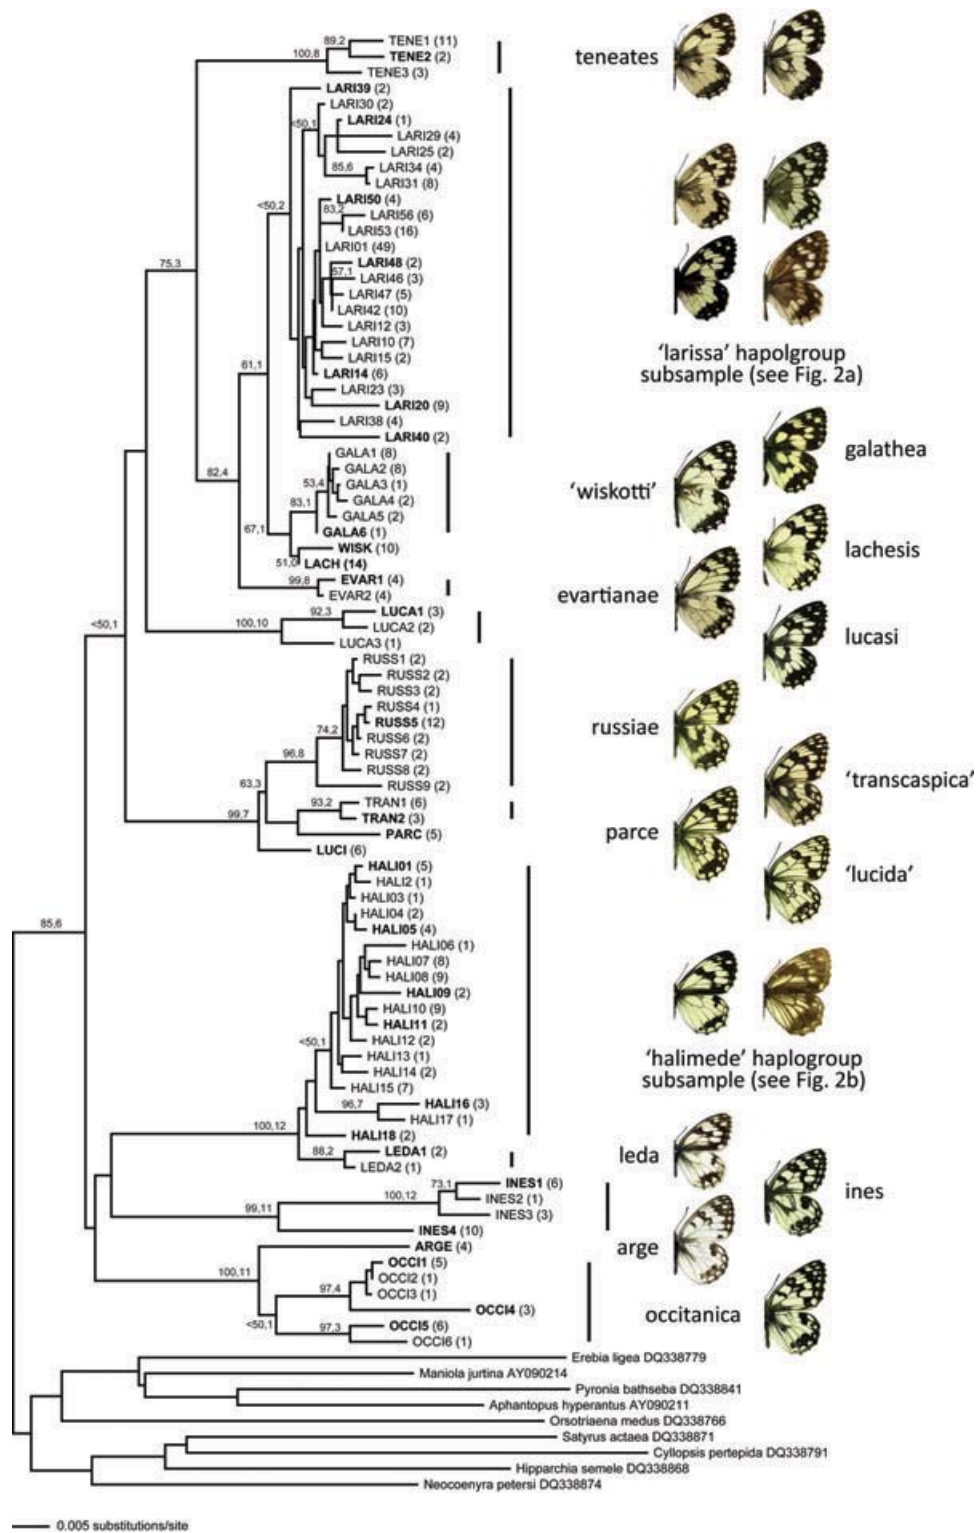 89,2
TENE1 (11)
100,8
TENE2 (2)
TENE3 (3)
LARI39 (2)
LARI30 (2)
<50,1
LARI24 (1)
LARI29 (4)
LARI25 (2)
85,6
LARI34 (4)
LARI31 (8)
LARI50 (4)
<50,2
83,2
LARI56 (6)
LARI53 (16)
LARI01 (49)
75,3
LARI48 (2)
57,1
LARI46 (3)
LARI47 (5)
LARI42 (10)
LARI12 (3)
LARI10 (7)
LARI15 (2)
61,1
LARI14 (6)
LARI23 (3)
LARI20 (9)
LARI38 (4)
LARI40 (2)
GALA1 (8)
82,4
GALA2 (8)
53,4
GALA3 (1)
83,1
GALA4 (2)
GALA5 (2)
67,1
GALA6 (1)
WISK (10)
51,0
LACH (14)
99,8
EVAR1 (4)
EVAR2 (4)
92,3
LUCA1 (3)
<50,1
100,10
LUCA2 (2)
LUCA3 (1)
RUSS1 (2)
RUSS2 (2)
RUSS3 (2)
RUSS4 (1)
74,2
RUSS5 (12)
RUSS6 (2)
96,8
RUSS7 (2)
RUSS8 (2)
63,3
RUSS9 (2)
93,2
TRAN1 (6)
99,7
TRAN2 (3)
PARC (5)
LUCI (6)
HALI01 (5)
HALI2 (1)
HALI03 (1)
HALI04 (2)
85,6
HALI05 (4)
HALI06 (1)
HALI07 (8)
HALI08 (9)
HALI09 (2)
HALI10 (9)
HALI11 (2)
<50,1
HALI12 (2)
HALI13 (1)
HALI14 (2)
HALI15 (7)
96,7
HALI16 (3)
HALI17 (1)
100,12
HALI18 (2)
88,2
LEDA1 (2)
LEDA2 (1)
73,1
INES1 (6)
100,12
INES2 (1)
99,11
INES3 (3)
INES4 (10)
ARGE (4)
100,11
OCCI1 (5)
97,4
OCCI2 (1)
OCCI3 (1)
OCCI4 (3)
<50,1
97,3
OCCI5 (6)
OCCI6 (1)
Erebia ligea DQ338779
Maniola jurtina AY090214
Pyronia bathseba DQ338841
Aphantopus hyperantus AY090211
Orsotriaena medus DQ338766
Satyrus actaea DQ338871
Cyllopsis pertepida DQ338791
Hipparchia semele DQ338868
Neocoenyra petersi DQ338874
0.005 substitutions/site
teneates
'larissa' hapolgroup
subsample (see Fig. 2a)
galathea
'wiskotti'
lachesis
evartianae
lucasi
russiae
'transcaspica'
parce
'lucida'
'halimede' haplogroup
subsample (see Fig. 2b)
leda
ines
arge
occitanica